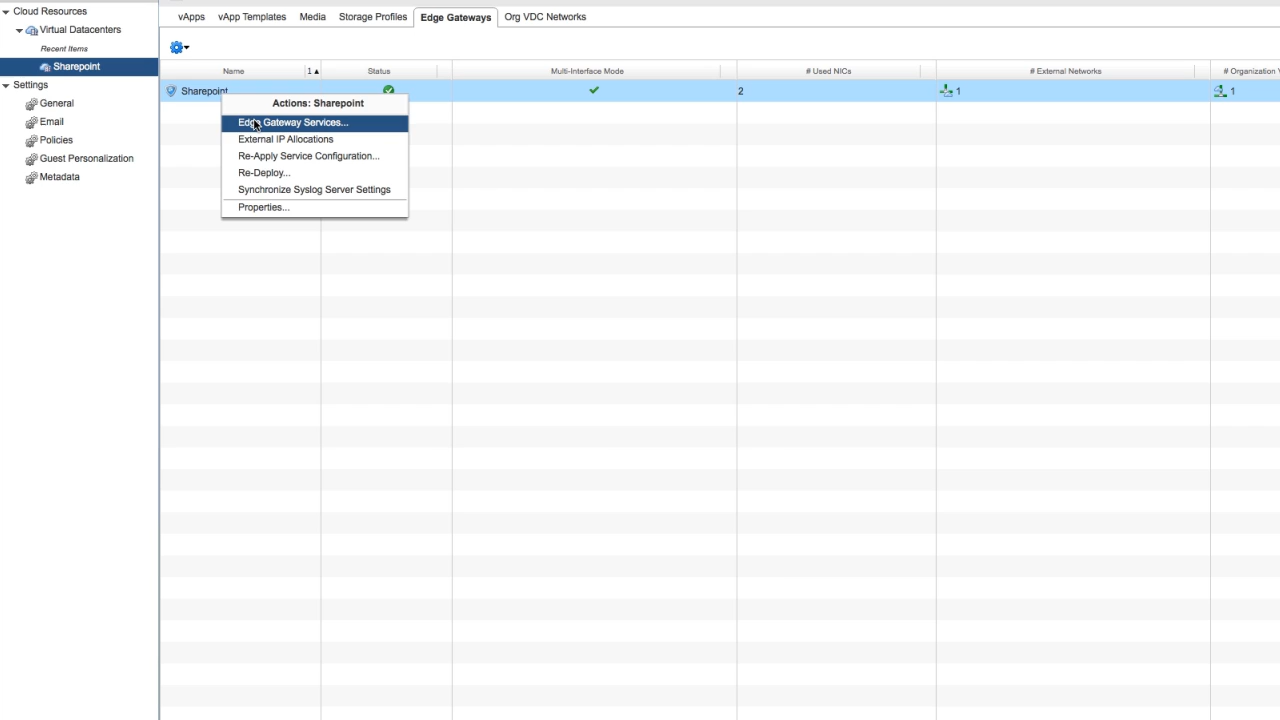 Cloud Resources
Virtual Datacenters
Recent Items
Sharepoint
Settings
General
Email
Policies
Guest Personalization
Metadata
vApps vApp Templates Media Storage Profiles Edge Gateways Org VDC Networks
Name 1 ▲ Status Multi-Interface Mode # Used NICs # External Networks # Organization V
Sharepoint 2 1 1
Actions: Sharepoint
Edge Gateway Services...
External IP Allocations
Re-Apply Service Configuration...
Re-Deploy...
Synchronize Syslog Server Settings
Properties...